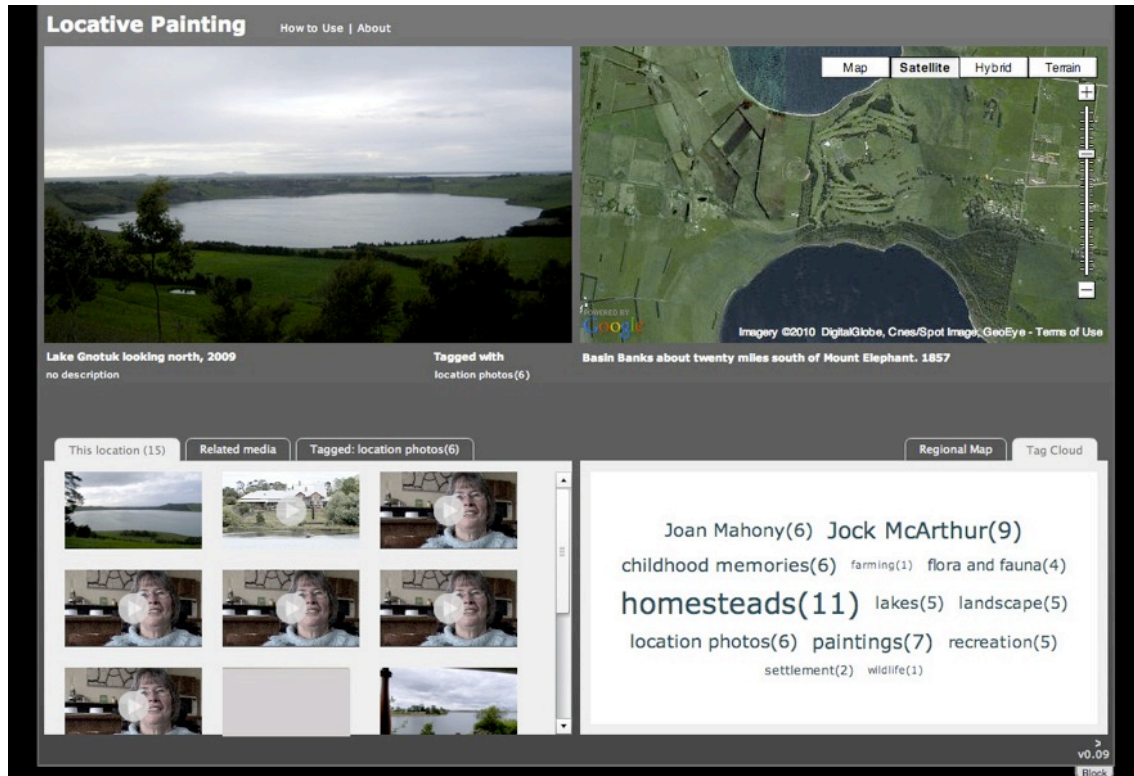 Locative Painting
How to Use | About
Map
Satellite
Hybrid
Terrain
POWERED BY
Google
Imagery ©2010 DigitalGlobe, Cnes/Spot Image, GeoEye - Terms of Use
Lake Gnotuk looking north, 2009
no description
Tagged with
location photos(6)
Basin Banks about twenty miles south of Mount Elephant. 1857
This location (15)
Related media
Tagged: location photos(6)
Regional Map
Tag Cloud
Joan Mahony(6) Jock McArthur(9)
childhood memories(6) farming(1) flora and fauna(4)
homesteads(11) lakes(5) landscape(5)
location photos(6) paintings(7) recreation(5)
settlement(2) wildlife(1)
>
v0.09
Block